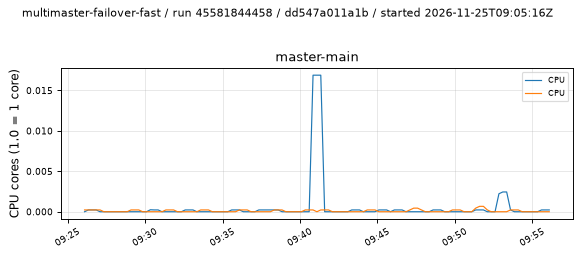 multimaster-failover-fast / run 45581844458 / dd547a011a1b / started 2026-11-25T09:05:16Z
master-main
CPU cores (1.0 = 1 core)
0.015
0.010
0.005
0.000
CPU
CPU
09:25
09:30
09:35
09:40
09:45
09:50
09:55